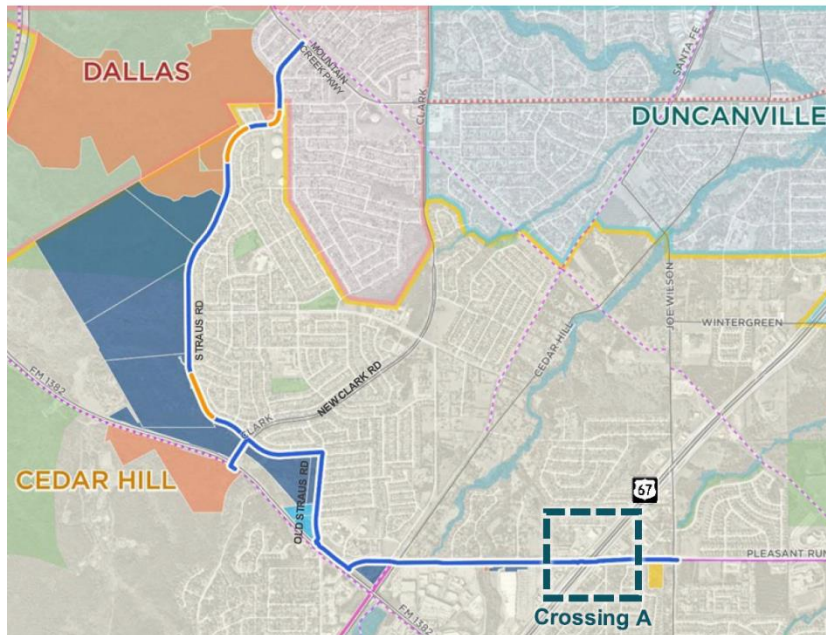 DALLAS
MOUNTAIN
CREEK PKWY
CLARK
SANTA FE
DUNCANVILLE
STRAUS RD
JOE WILSON
WINTERGREEN
CEDAR HILL
NEW CLARK RD
FM 1382
CLARK
CEDAR HILL
OLD STRAUS RD
67
PLEASANT RUN
FM 1382
Crossing A